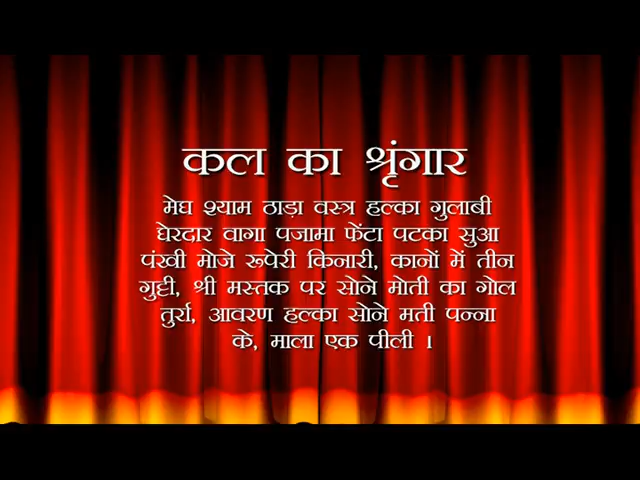 कल का श्रृंगार
मेघ श्याम ठाड़ा वस्त्र हल्का गुलाबी
घेरदार वागा पजामा फेंटा पटका सुआ
पंखी मोजे रूपेरी किनारी, कानों में तीन
गुद्दी, श्री मस्तक पर सोने मोती का गोल
तुर्रा, आवरण हल्का सोने मती पन्ना
के, माला एक पीली ।